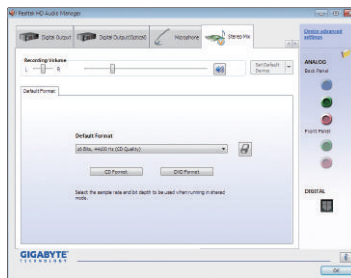 Realtek HD Audio Manager
Digital Output
Digital Output(Optical)
Microphone
Stereo Mix
Device advanced
settings
Recording Volume
L
R
Set Default
Device
ANALOG
Back Panel
Default Format
Default Format
16 Bits, 44100 Hz (CD Quality)
CD Format
DVD Format
Select the sample rate and bit depth to be used when running in shared
mode.
Front Panel
DIGITAL
GIGABYTE
TECHNOLOGY
OK